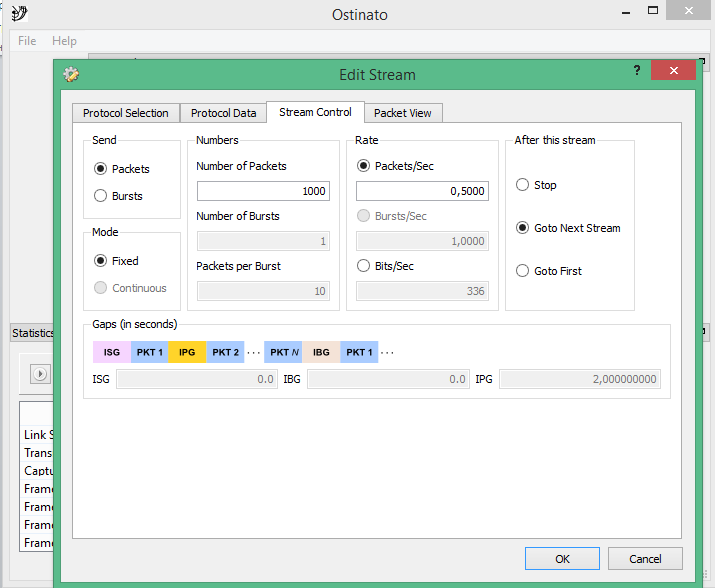 Ostinato
File Help
Edit Stream
?
Protocol Selection Protocol Data Stream Control Packet View
Send
Packets
Bursts
Mode
Fixed
Continuous
Numbers
Number of Packets
1000
Number of Bursts
1
Packets per Burst
10
Rate
Packets/Sec
0,5000
Bursts/Sec
1,0000
Bits/Sec
336
After this stream
Stop
Goto Next Stream
Goto First
Gaps (in seconds)
ISG PKT 1 IPG PKT 2 ... PKT N IBG PKT 1 ...
ISG 0.0 IBG 0.0 IPG 2,000000000
Statistics
Link S
Trans
Captu
Frame
Frame
Frame
Frame
OK Cancel